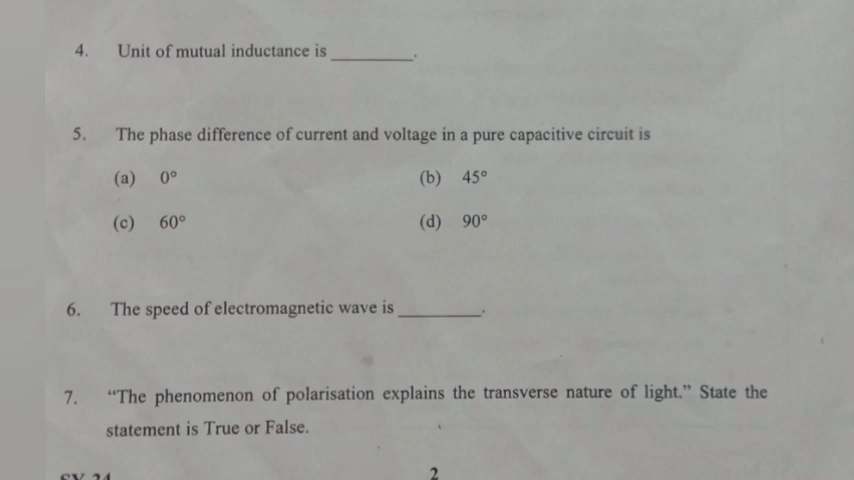 4. Unit of mutual inductance is ________.
5. The phase difference of current and voltage in a pure capacitive circuit is
(a) 0° (b) 45°
(c) 60° (d) 90°
6. The speed of electromagnetic wave is ________.
7. “The phenomenon of polarisation explains the transverse nature of light.” State the
statement is True or False.
2